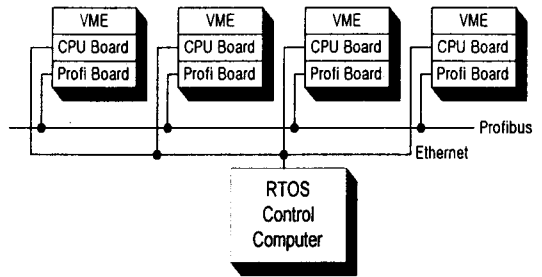 VME VME VME VME
CPU Board CPU Board CPU Board CPU Board
Profi Board Profi Board Profi Board Profi Board
Profibus
Ethernet
RTOS
Control
Computer